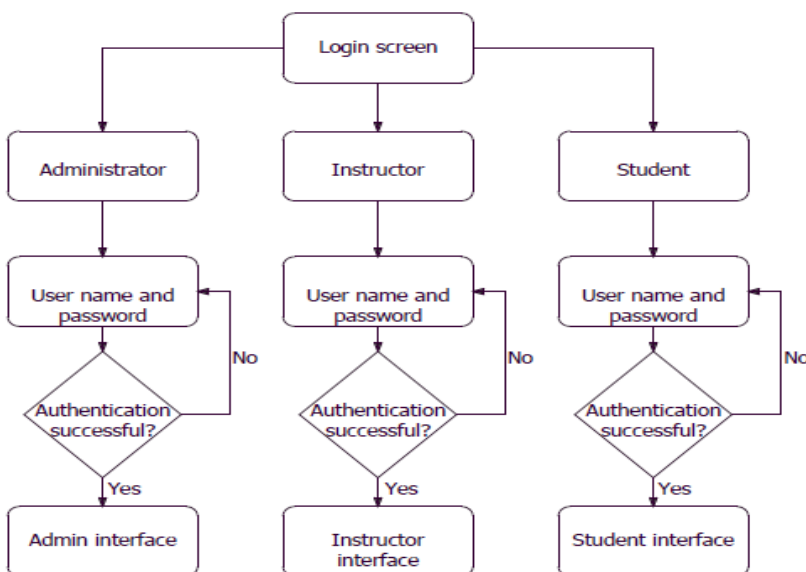 Login screen
Administrator
Instructor
Student
User name and
password
User name and
password
User name and
password
No
No
No
Authentication
successful?
Authentication
successful?
Authentication
successful?
Yes
Yes
Yes
Admin interface
Instructor
interface
Student interface